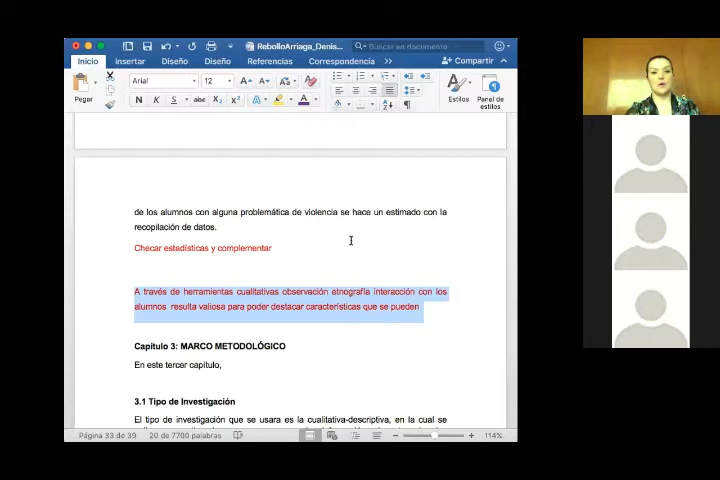 RebolloArriaga_Denis...
Buscar en documento
Inicio
Insertar
Diseño
Diseño
Referencias
Correspondencia
Compartir
Pegar
Arial
12
Estilos
Panel de
estilos
N K S abc X₂ X²
de los alumnos con alguna problemática de violencia se hace un estimado con la
recopilación de datos.
Checar estadísticas y complementar
A través de herramientas cualitativas observación etnografía interacción con los
alumnos resulta valiosa para poder destacar características que se pueden
Capítulo 3: MARCO METODOLÓGICO
En este tercer capítulo,
3.1 Tipo de Investigación
El tipo de investigación que se usara es la cualitativa-descriptiva, en la cual se
Página 33 de 39
20 de 7700 palabras
114%